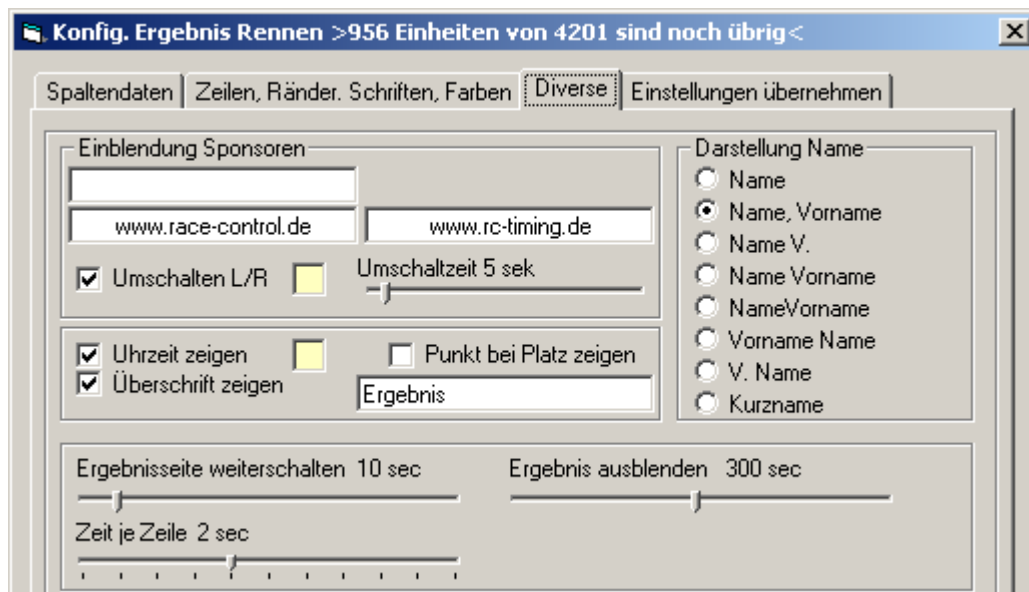 Konfig. Ergebnis Rennen >956 Einheiten von 4201 sind noch übrig<
Spaltendaten
Zeilen, Ränder. Schriften, Farben
Diverse
Einstellungen übernehmen
Einblendung Sponsoren
www.race-control.de
www.rc-timing.de
Umschalten L/R
Umschaltzeit 5 sek
Uhrzeit zeigen
Punkt bei Platz zeigen
Überschrift zeigen
Ergebnis
Darstellung Name
Name
Name, Vorname
Name V.
Name Vorname
NameVorname
Vorname Name
V. Name
Kurzname
Ergebnisseite weiterschalten 10 sec
Ergebnis ausblenden 300 sec
Zeit je Zeile 2 sec